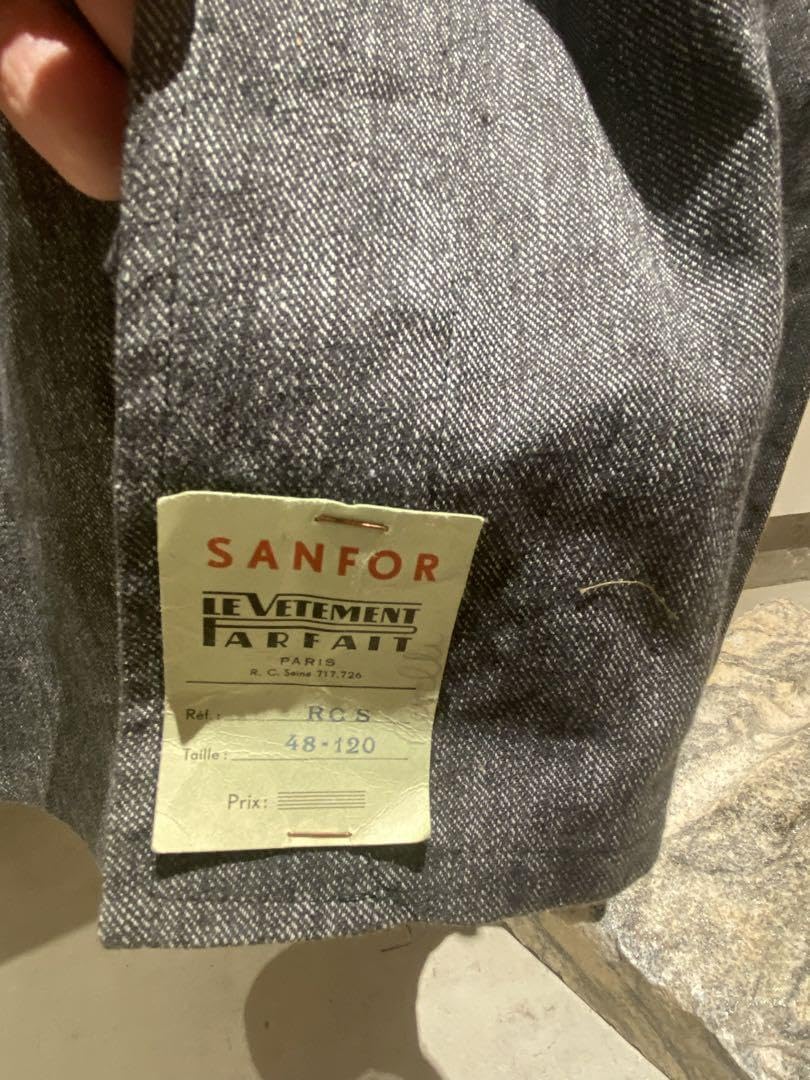 SANFOR
LE VETEMENT
PARFAIT
PARIS
R. C. Seine 717.726
Réf.: RCS
Taille: 48-120
Prix: